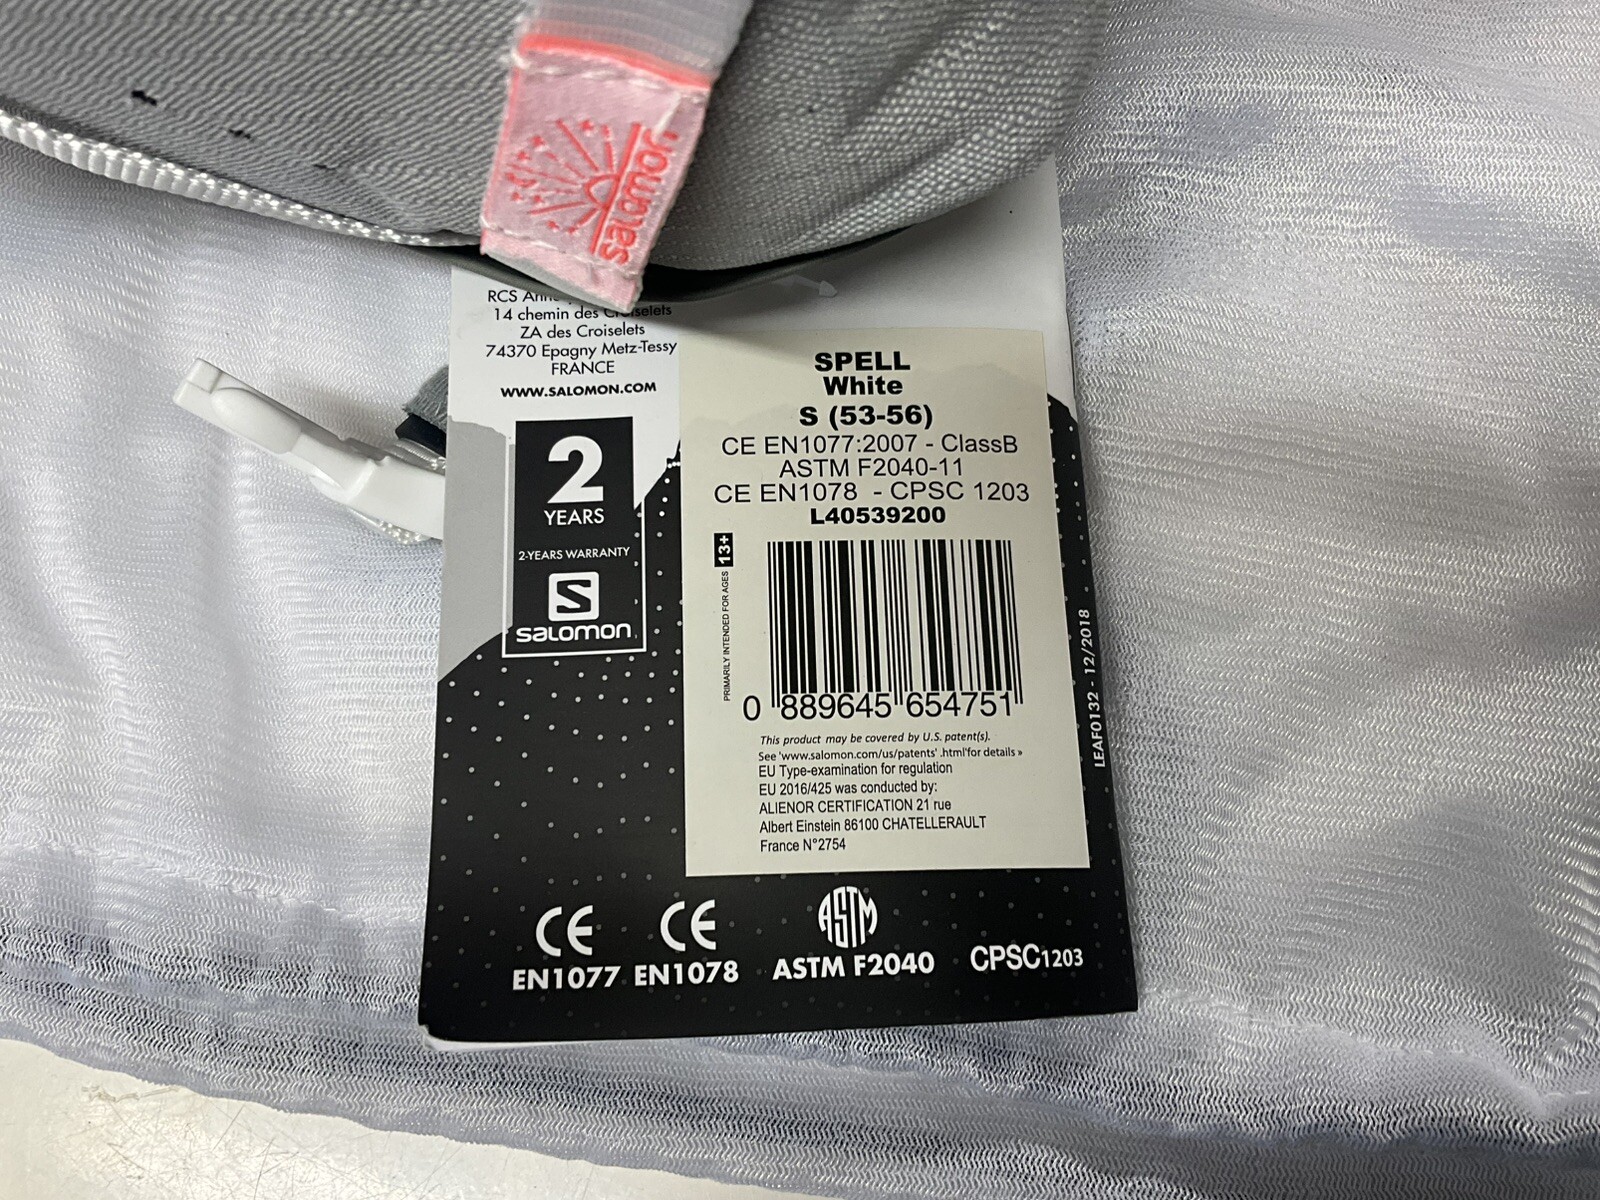 salomon
RCS
14 chemin des Croiselets
ZA des Croiselets
74370 Epagny Metz-Tessy
FRANCE
WWW.SALOMON.COM
2
YEARS
2-YEARS WARRANTY
S
salomon
SPELL
White
S (53-56)
CE EN1077:2007 - ClassB
ASTM F2040-11
CE EN1078 - CPSC 1203
L40539200
PRIMARILY INTENDED FOR AGES 13+
0 889645 654751
This product may be covered by U.S. patent(s).
See 'www.salomon.com/us/patents' .html'for details »
EU Type-examination for regulation
EU 2016/425 was conducted by:
ALIENOR CERTIFICATION 21 rue
Albert Einstein 86100 CHATELLERAULT
France N°2754
LEAF0132 - 12/2018
CE CE ASTM
EN1077 EN1078 ASTM F2040 CPSC1203